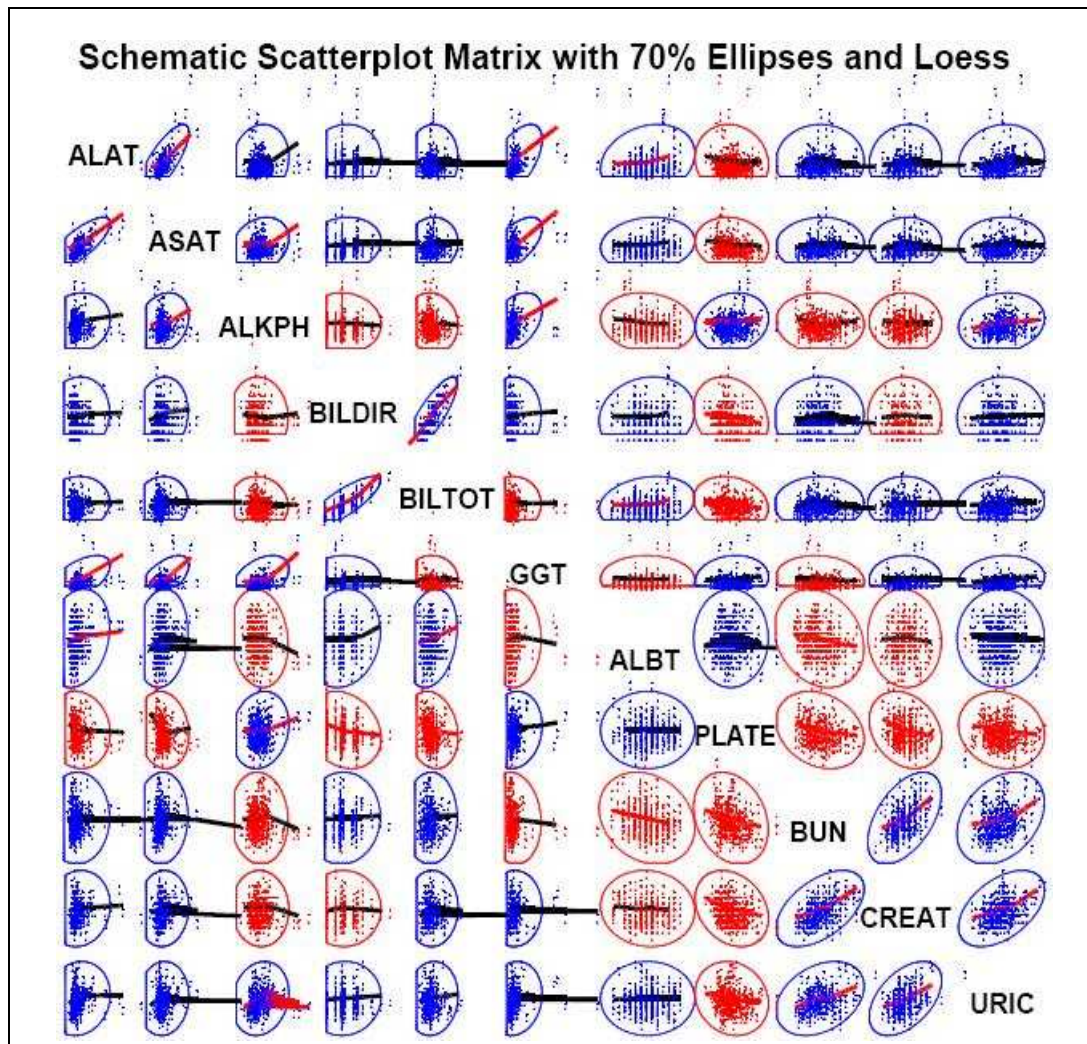 Schematic Scatterplot Matrix with 70% Ellipses and Loess
ALAT
ASAT
ALKPH
BILDIR
BILTOT
GGT
ALBT
PLATE
BUN
CREAT
URIC